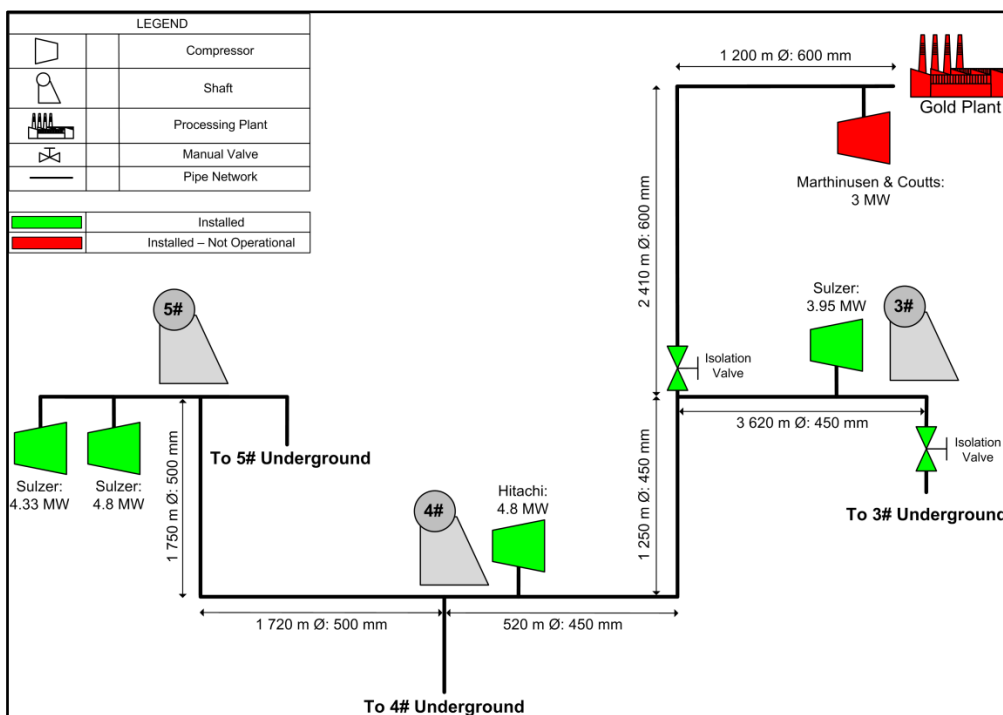 LEGEND
Compressor
Shaft
Processing Plant
Manual Valve
Pipe Network
Installed
Installed – Not Operational
1 200 m Ø: 600 mm
Gold Plant
Marthinusen & Coutts:
3 MW
2 410 m Ø: 600 mm
Sulzer:
3.95 MW
3#
Isolation
Valve
3 620 m Ø: 450 mm
Isolation
Valve
To 3# Underground
5#
To 5# Underground
Sulzer:
4.33 MW
Sulzer:
4.8 MW
1 750 m Ø: 500 mm
4#
Hitachi:
4.8 MW
1 250 m Ø: 450 mm
1 720 m Ø: 500 mm
520 m Ø: 450 mm
To 4# Underground